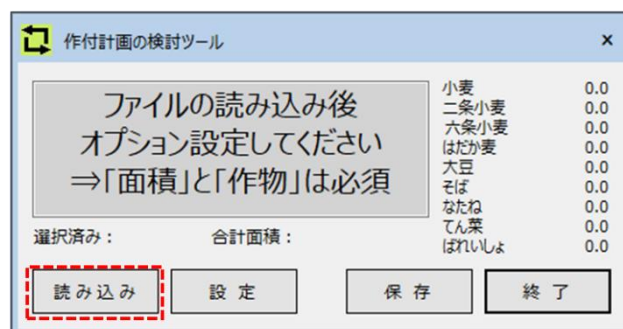 作付計画の検討ツール
×
ファイルの読み込み後
オプション設定してください
⇒「面積」と「作物」は必須
小麦 0.0
二条小麦 0.0
六条小麦 0.0
はだか麦 0.0
大豆 0.0
そば 0.0
なたね 0.0
てん菜 0.0
ばれいしょ 0.0
選択済み: 合計面積:
読み込み 設 定 保 存 終 了